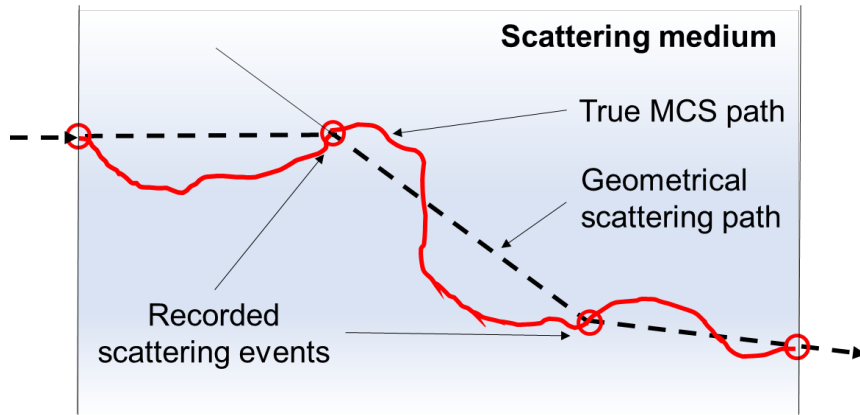 Scattering medium
True MCS path
Geometrical
scattering path
Recorded
scattering events